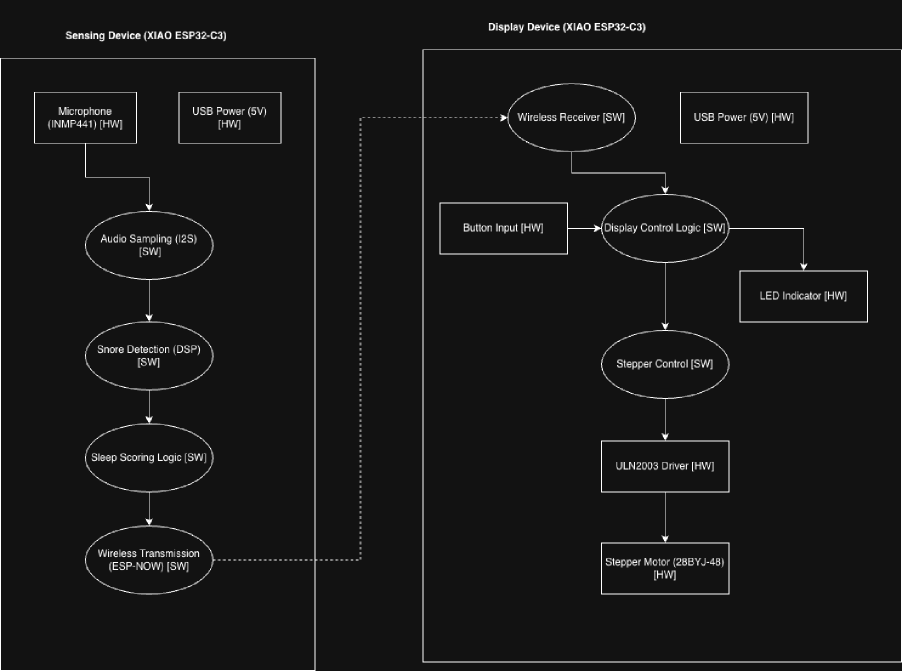 Sensing Device (XIAO ESP32-C3)
Microphone
(INMP441) [HW]
USB Power (5V)
[HW]
Audio Sampling (I2S)
[SW]
Snore Detection (DSP)
[SW]
Sleep Scoring Logic [SW]
Wireless Transmission
(ESP-NOW) [SW]
Display Device (XIAO ESP32-C3)
Wireless Receiver [SW]
USB Power (5V) [HW]
Button Input [HW]
Display Control Logic [SW]
LED Indicator [HW]
Stepper Control [SW]
ULN2003 Driver [HW]
Stepper Motor (28BYJ-48)
[HW]